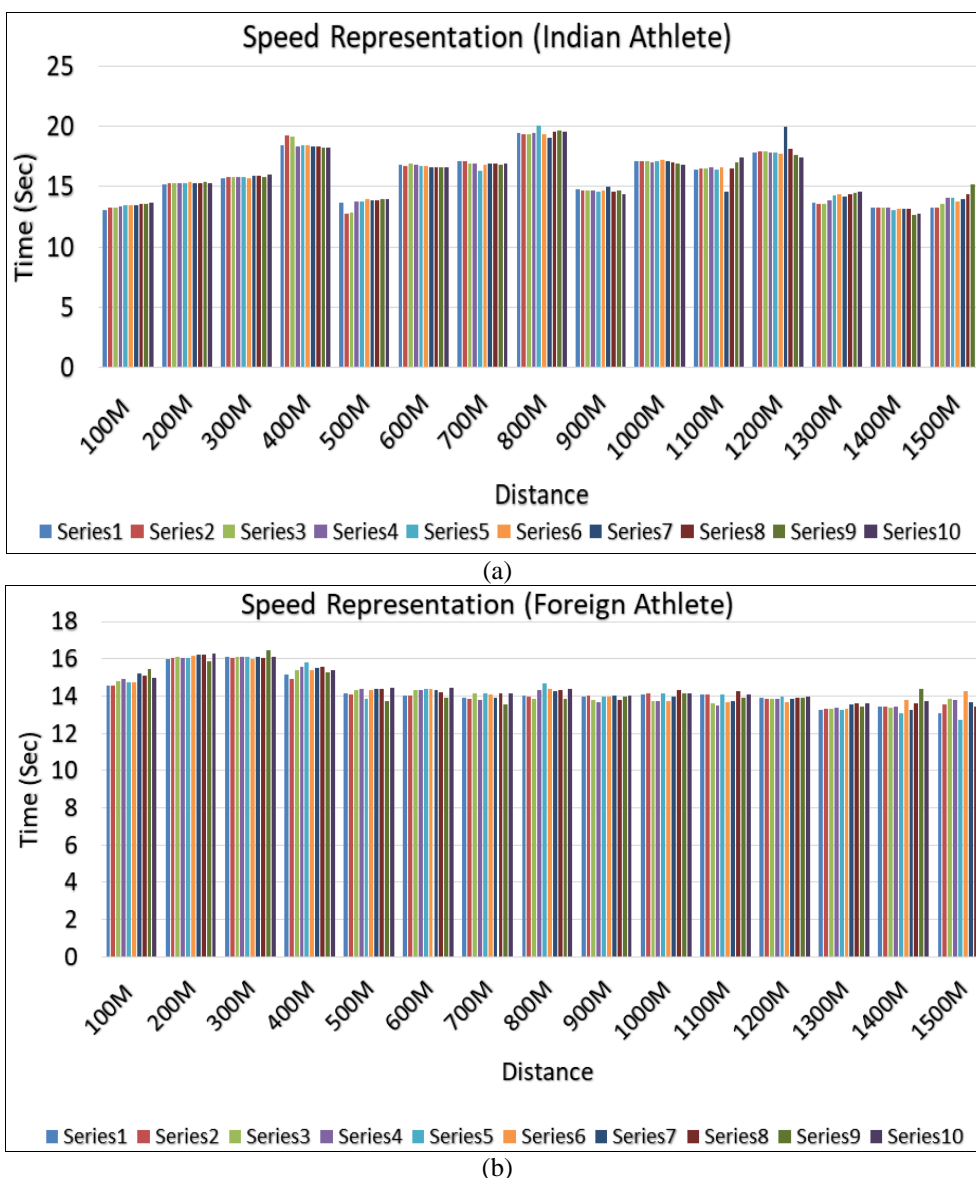 Speed Representation (Indian Athlete)
25
20
15
10
5
0
Time (Sec)
100M 200M 300M 400M 500M 600M 700M 800M 900M 1000M 1100M 1200M 1300M 1400M 1500M
Distance
Series1 Series2 Series3 Series4 Series5 Series6 Series7 Series8 Series9 Series10
(a)
Speed Representation (Foreign Athlete)
18
16
14
12
10
8
6
4
2
0
Time (Sec)
100M 200M 300M 400M 500M 600M 700M 800M 900M 1000M 1100M 1200M 1300M 1400M 1500M
Distance
Series1 Series2 Series3 Series4 Series5 Series6 Series7 Series8 Series9 Series10
(b)